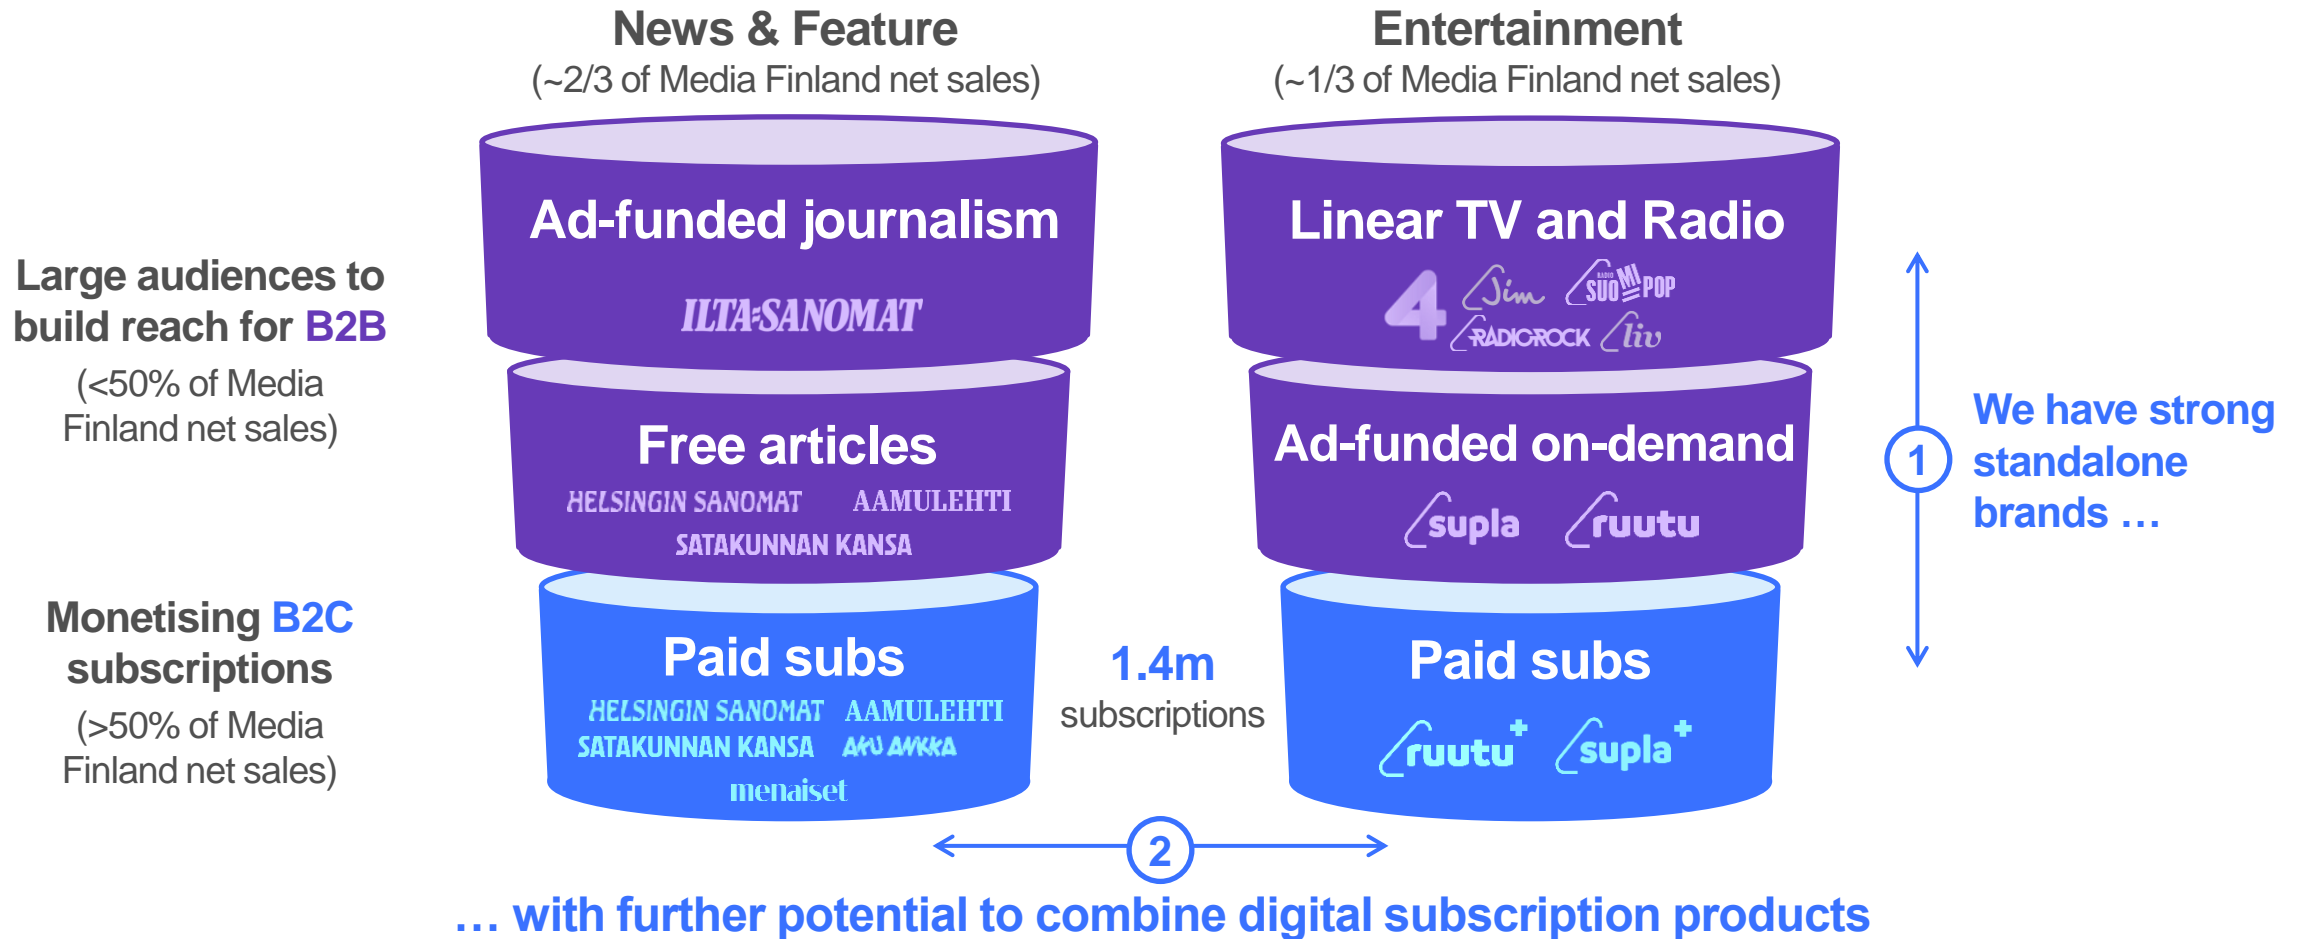 News & Feature
(~2/3 of Media Finland net sales)
Entertainment
(~1/3 of Media Finland net sales)
Large audiences to
build reach for B2B
(<50% of Media
Finland net sales)
Monetising B2C
subscriptions
(>50% of Media
Finland net sales)
Ad-funded journalism
ILTA=SANOMAT
Free articles
HELSINGIN SANOMAT AAMULEHTI
SATAKUNNAN KANSA
Paid subs
HELSINGIN SANOMAT AAMULEHTI
SATAKUNNAN KANSA AKU ANKKA
menaiset
1.4m
subscriptions
Linear TV and Radio
4 Jim RADIO SUOMIPOP
RADIO ROCK liv
Ad-funded on-demand
supla ruutu
Paid subs
ruutu+ supla+
1
We have strong
standalone
brands …
2
… with further potential to combine digital subscription products